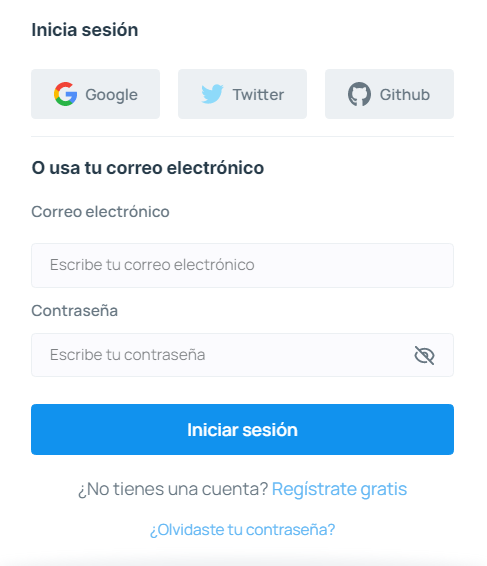 Inicia sesión
Google Twitter Github
O usa tu correo electrónico
Correo electrónico
Escribe tu correo electrónico
Contraseña
Escribe tu contraseña
Iniciar sesión
¿No tienes una cuenta? Regístrate gratis
¿Olvidaste tu contraseña?